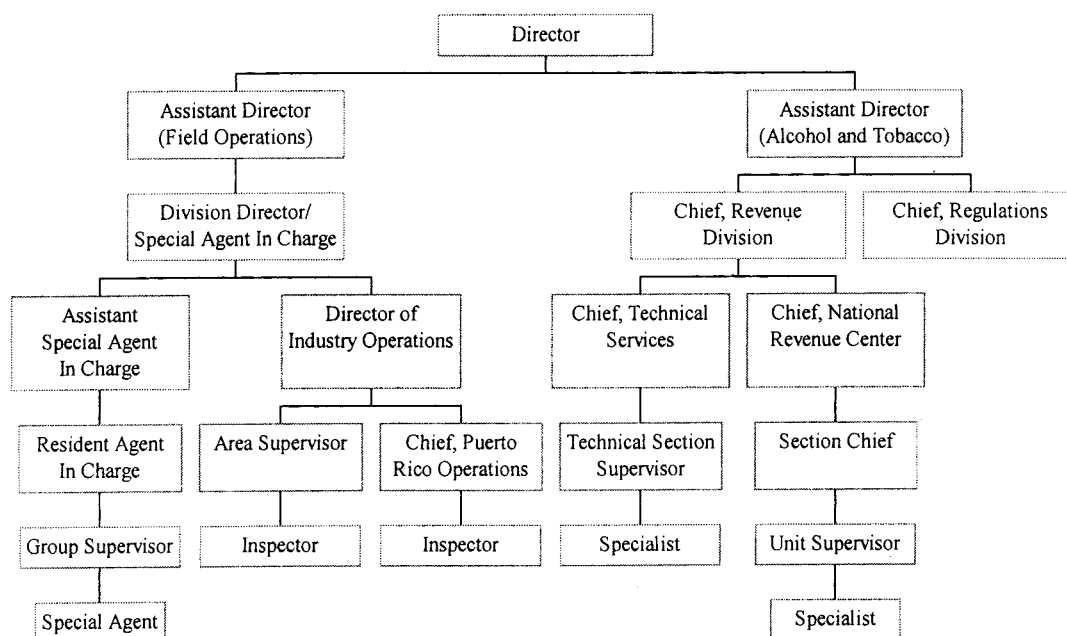 Director
Assistant Director
(Field Operations)
Assistant Director
(Alcohol and Tobacco)
Division Director/
Special Agent In Charge
Chief, Revenue
Division
Chief, Regulations
Division
Assistant
Special Agent
In Charge
Director of
Industry Operations
Chief, Technical
Services
Chief, National
Revenue Center
Resident Agent
In Charge
Area Supervisor
Chief, Puerto
Rico Operations
Technical Section
Supervisor
Section Chief
Group Supervisor
Inspector
Inspector
Specialist
Unit Supervisor
Special Agent
Specialist